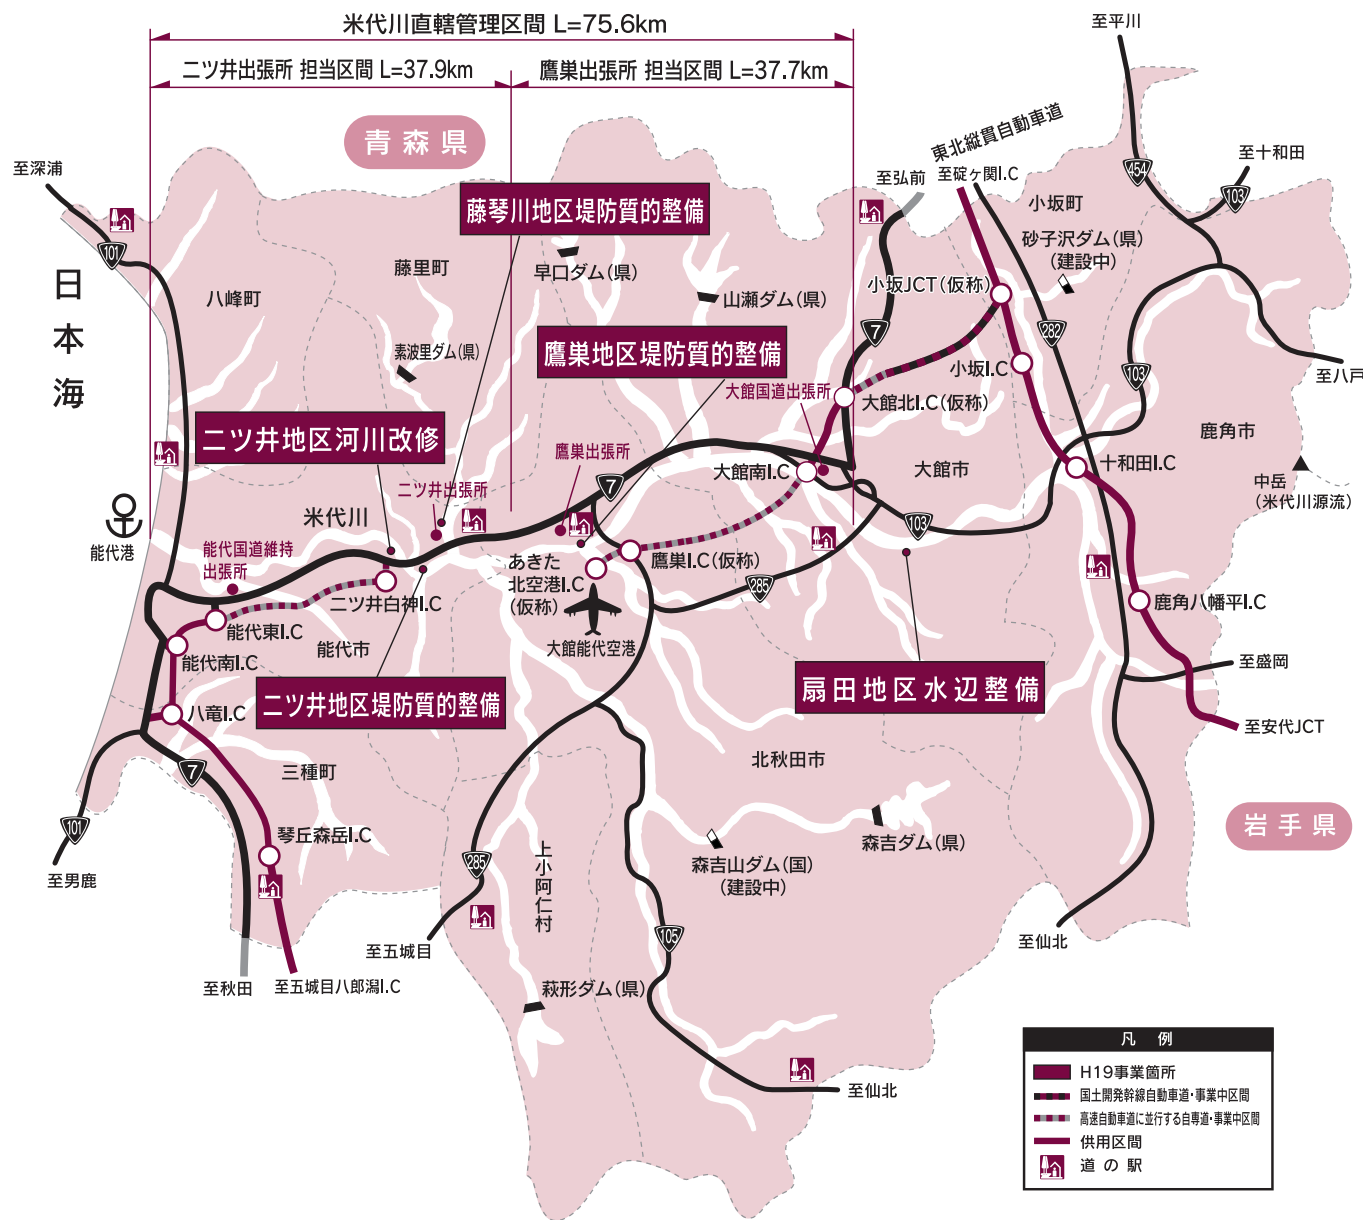 米代川直轄管理区間 L=75.6km
二ツ井出張所 担当区間 L=37.9km
鷹巣出張所 担当区間 L=37.7km
至平川
青森県
東北縦貫自動車道
至深浦
至弘前
至碇ヶ関I.C
至十和田
454
103
藤琴川地区堤防質的整備
小坂町
砂子沢ダム(県)
(建設中)
101
日本海
八峰町
藤里町
早口ダム(県)
山瀬ダム(県)
小坂JCT(仮称)
7
282
鷹巣地区堤防質的整備
素波里ダム(県)
小坂I.C
103
至八戸
大館国道出張所
大館北I.C(仮称)
二ツ井地区河川改修
鹿角市
鷹巣出張所
大館南I.C
大館市
十和田I.C
中岳
(米代川源流)
二ツ井出張所
7
米代川
103
能代港
能代国道維持
出張所
あきた
北空港I.C
(仮称)
鷹巣I.C(仮称)
285
二ツ井白神I.C
鹿角八幡平I.C
能代東I.C
能代市
大館能代空港
能代南I.C
至盛岡
二ツ井地区堤防質的整備
扇田地区水辺整備
八竜I.C
至安代JCT
北秋田市
7
三種町
101
琴丘森岳I.C
岩手県
285
上小阿仁村
森吉山ダム(国)
(建設中)
森吉ダム(県)
至男鹿
105
至五城目
至仙北
至秋田
至五城目八郎潟I.C
萩形ダム(県)
至仙北
凡 例
H19事業箇所
国土開発幹線自動車道・事業中区間
高速自動車道に並行する自専道・事業中区間
供用区間
道の駅